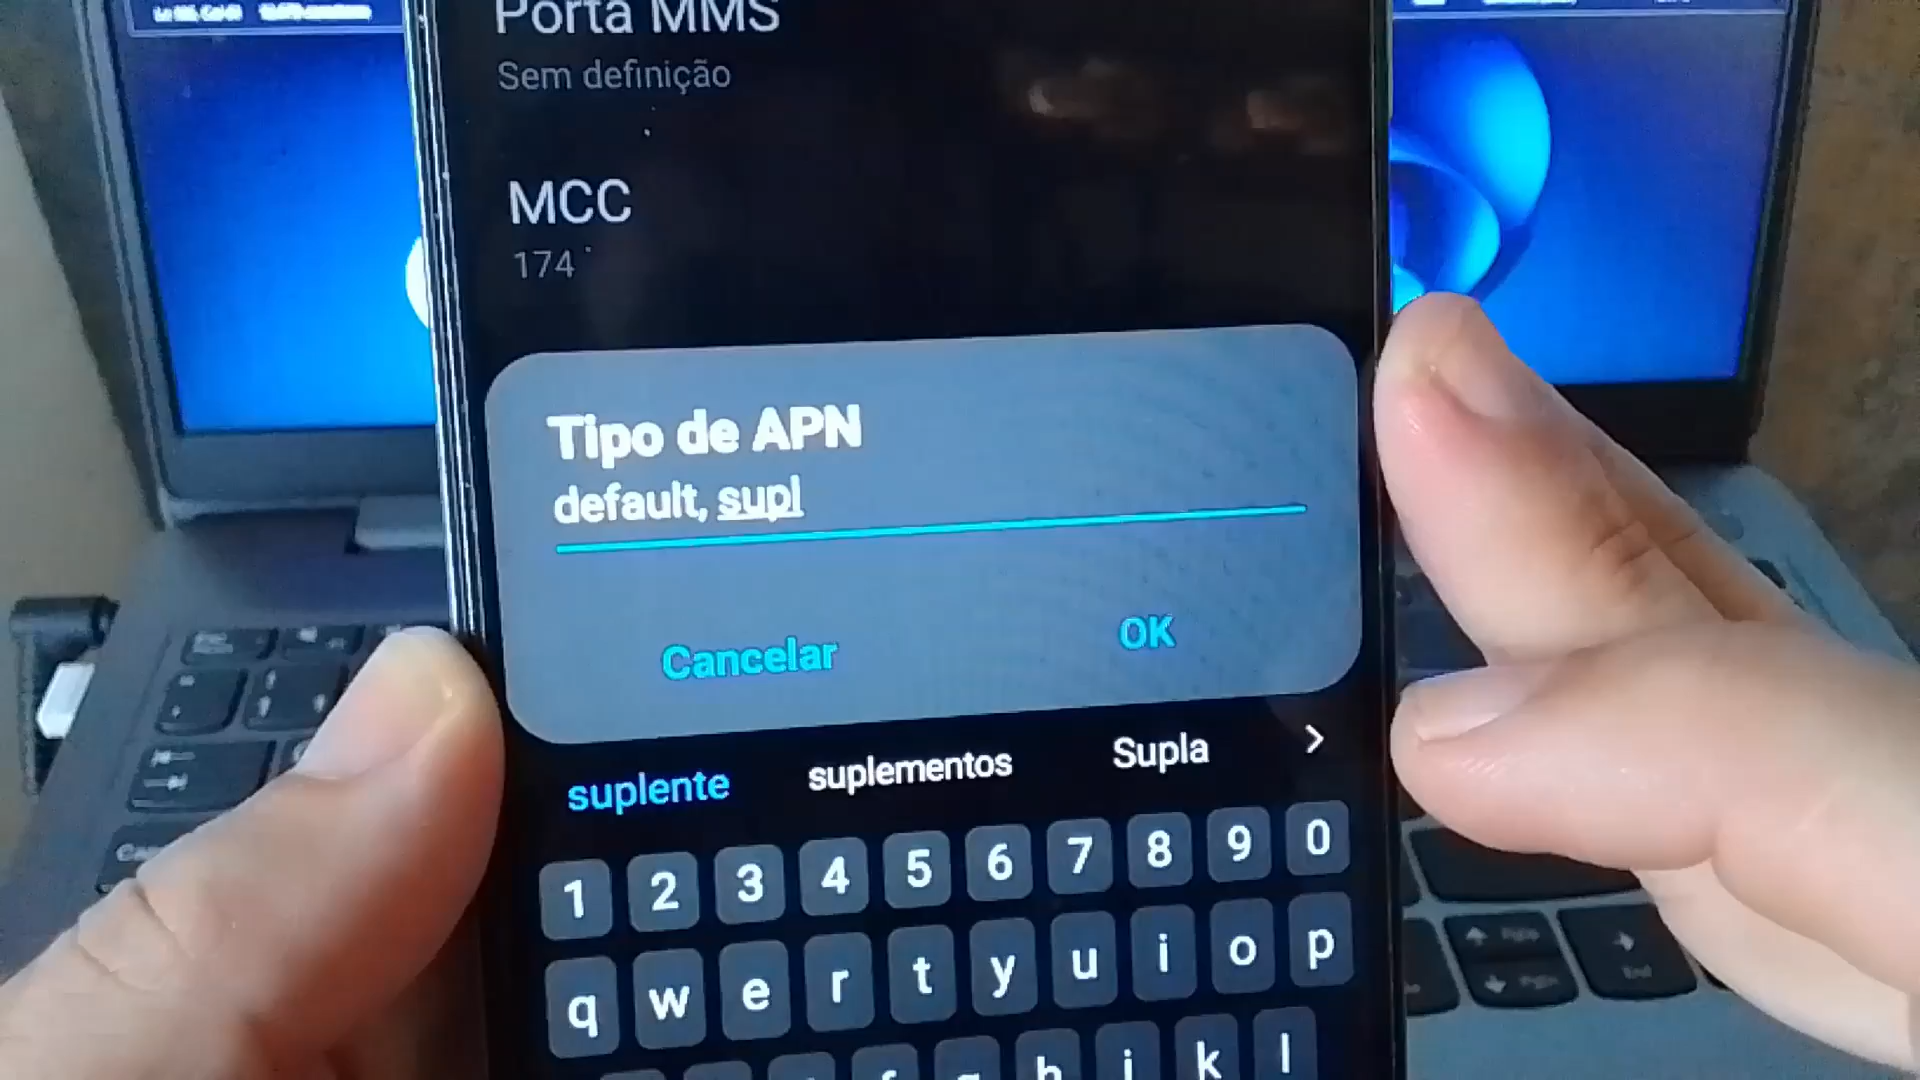 Porta MMS
Sem definição
MCC
174
Tipo de APN
default, supl
Cancelar
OK
suplente suplementos Supla >
1 2 3 4 5 6 7 8 9 0
q w e r t y u i o p
h j k l
End